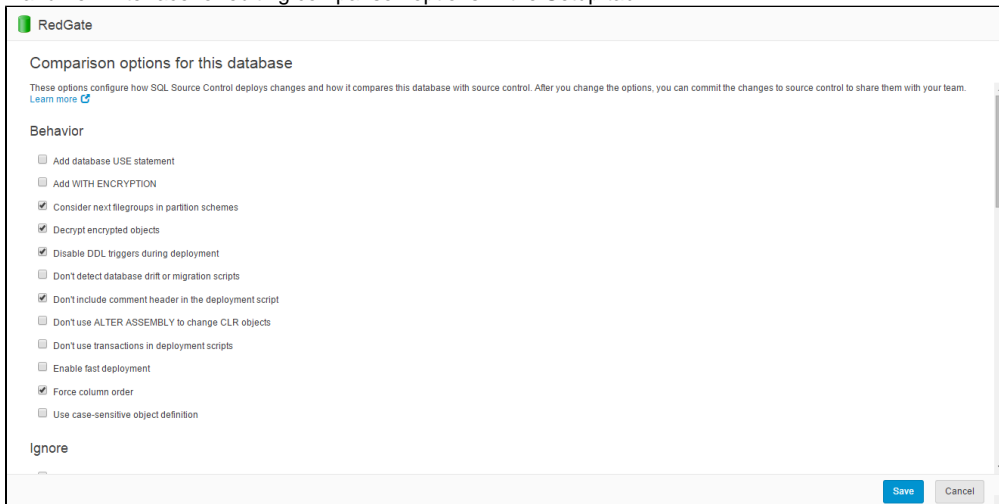 RedGate
Comparison options for this database
These options configure how SQL Source Control deploys changes and how it compares this database with source control. After you change the options, you can commit the changes to source control to share them with your team.
Learn more
Behavior
Add database USE statement
Add WITH ENCRYPTION
Consider next filegroups in partition schemes
Decrypt encrypted objects
Disable DDL triggers during deployment
Don't detect database drift or migration scripts
Don't include comment header in the deployment script
Don't use ALTER ASSEMBLY to change CLR objects
Don't use transactions in deployment scripts
Enable fast deployment
Force column order
Use case-sensitive object definition
Ignore
Save Cancel